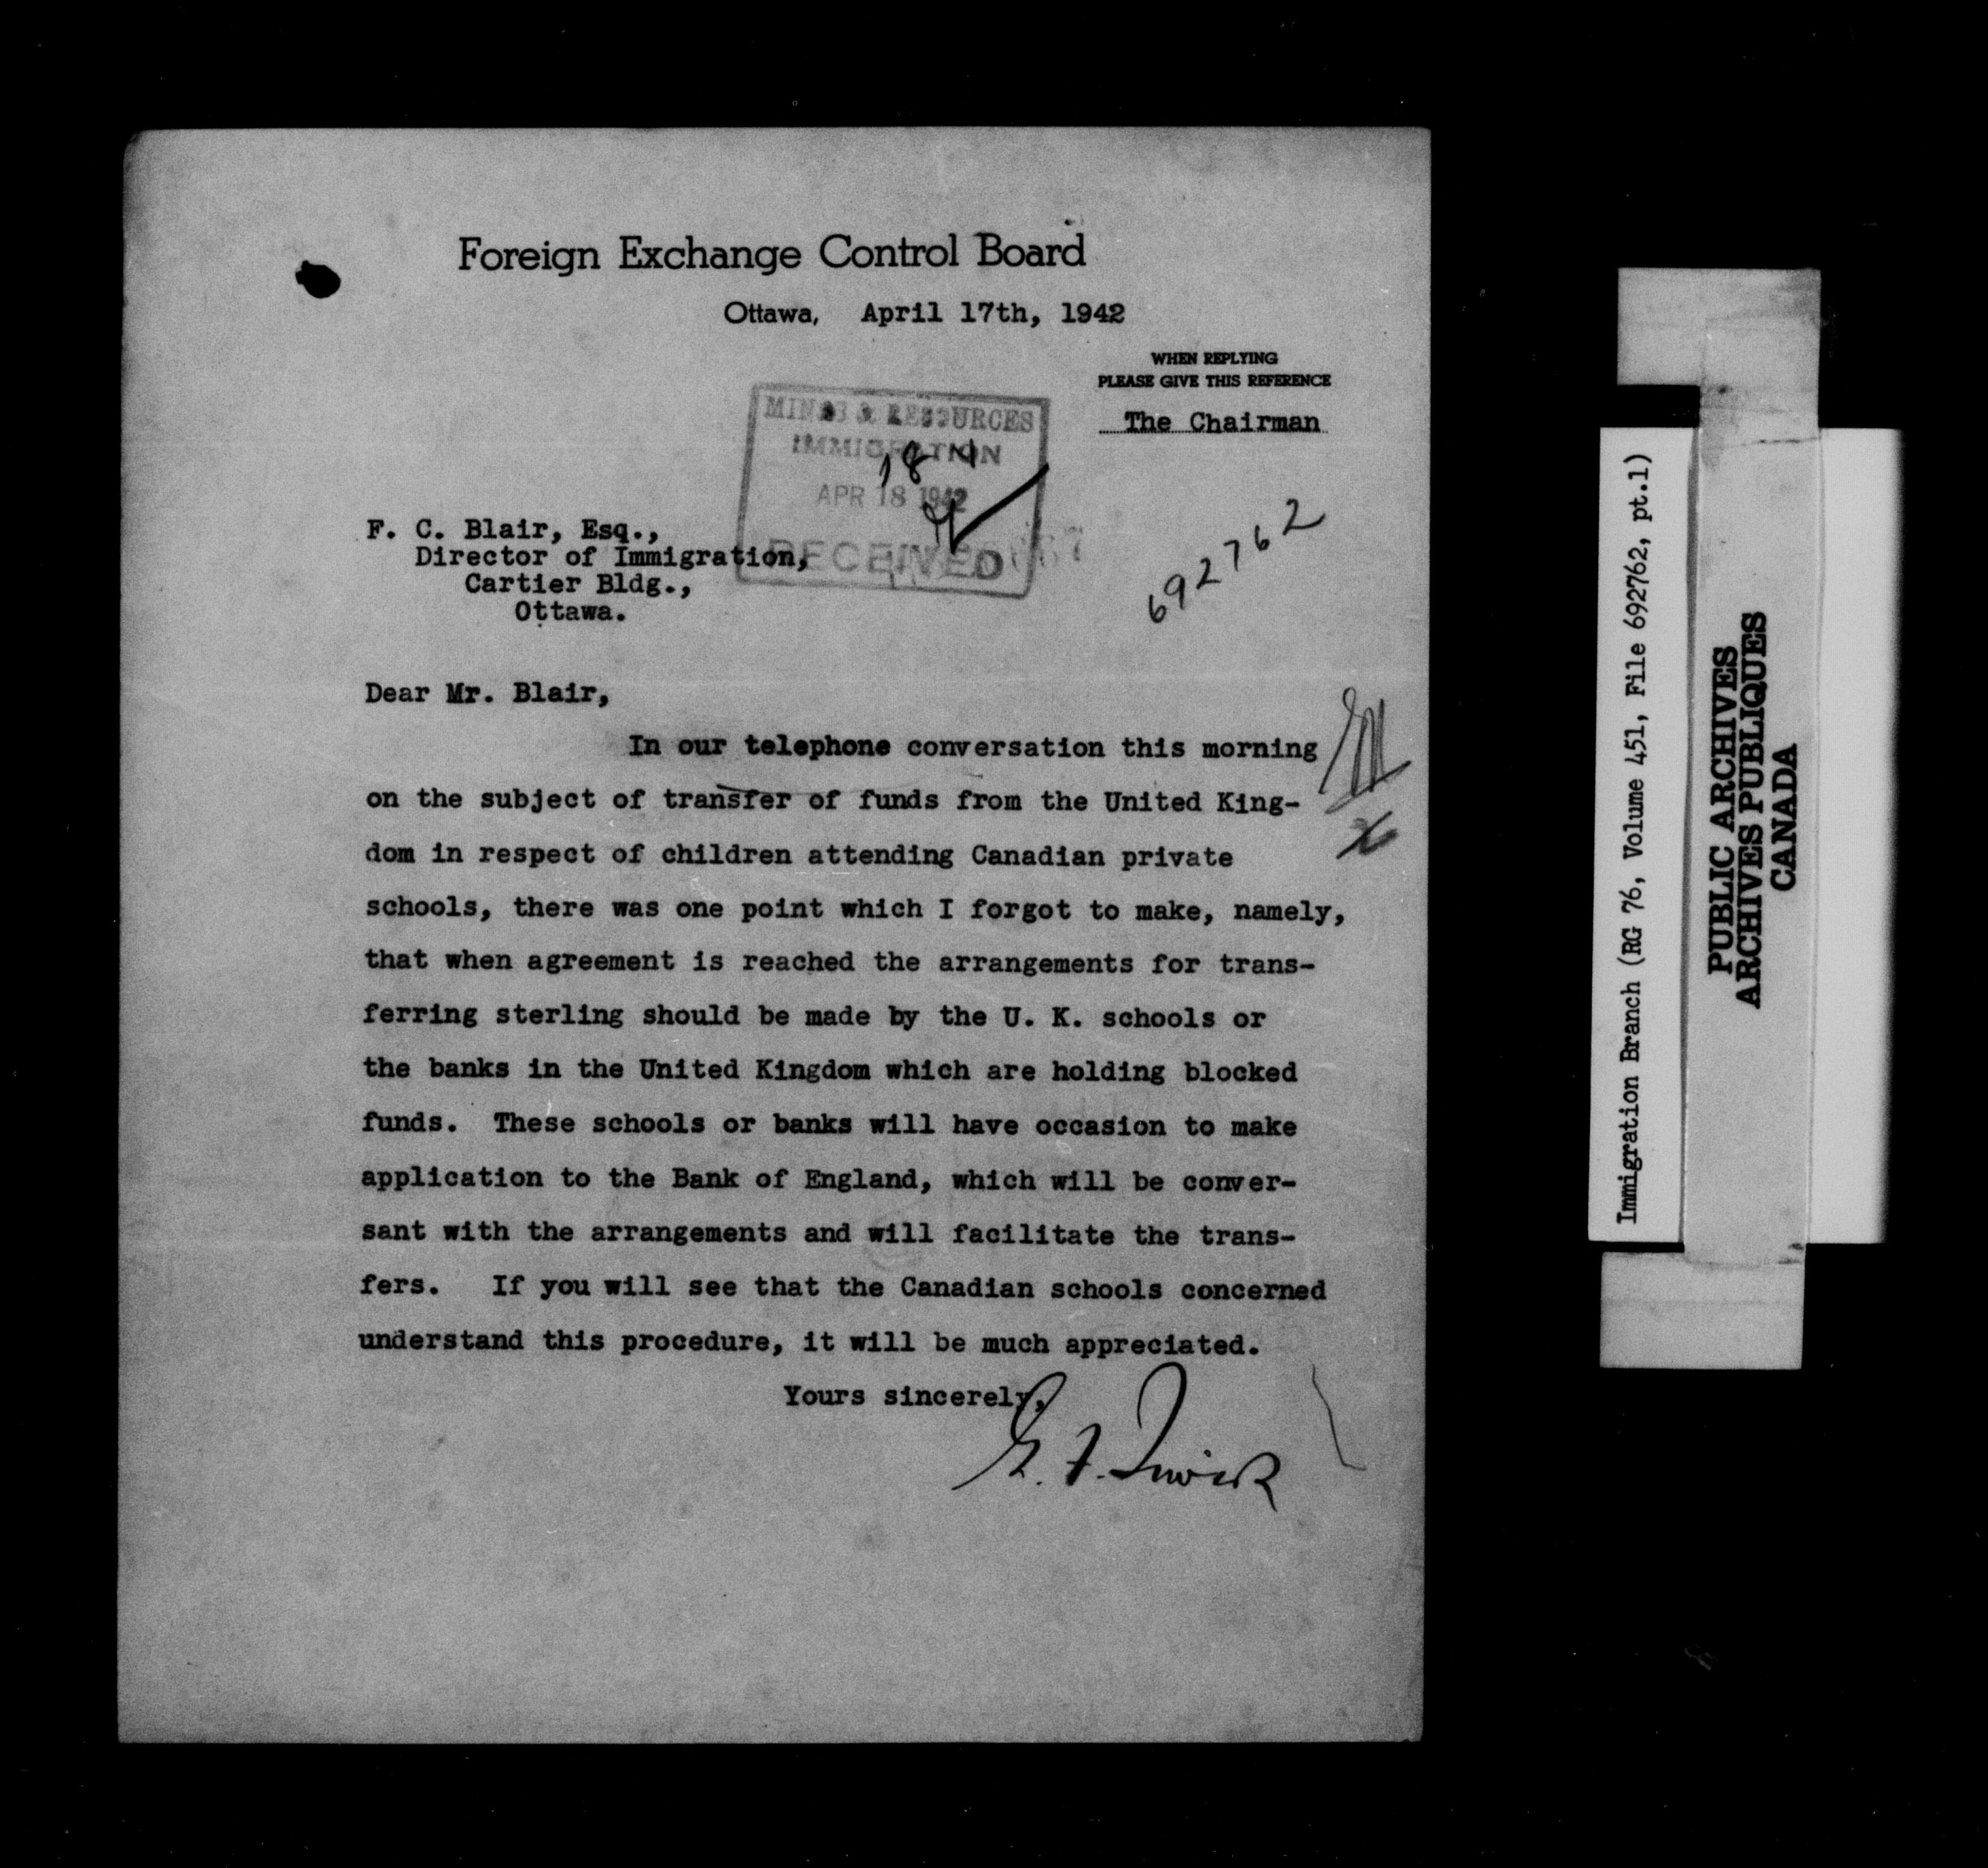 Foreign Exchange Control Board
Ottawa, April 17th, 1942
WHEN REPLYING
PLEASE GIVE THIS REFERENCE
The Chairman
MINES & RESOURCES
IMMIGRATION
18
APR 18 1942
RECEIVED
692762
F. C. Blair, Esq.,
Director of Immigration,
Cartier Bldg.,
Ottawa.
Dear Mr. Blair,
In our telephone conversation this morning
on the subject of transfer of funds from the United King-
dom in respect of children attending Canadian private
schools, there was one point which I forgot to make, namely,
that when agreement is reached the arrangements for trans-
ferring sterling should be made by the U. K. schools or
the banks in the United Kingdom which are holding blocked
funds. These schools or banks will have occasion to make
application to the Bank of England, which will be conver-
sant with the arrangements and will facilitate the trans-
fers. If you will see that the Canadian schools concerned
understand this procedure, it will be much appreciated.
Yours sincerely,
Immigration Branch (RG 76, Volume 451, File 692762, pt.1)
PUBLIC ARCHIVES
ARCHIVES PUBLIQUES
CANADA